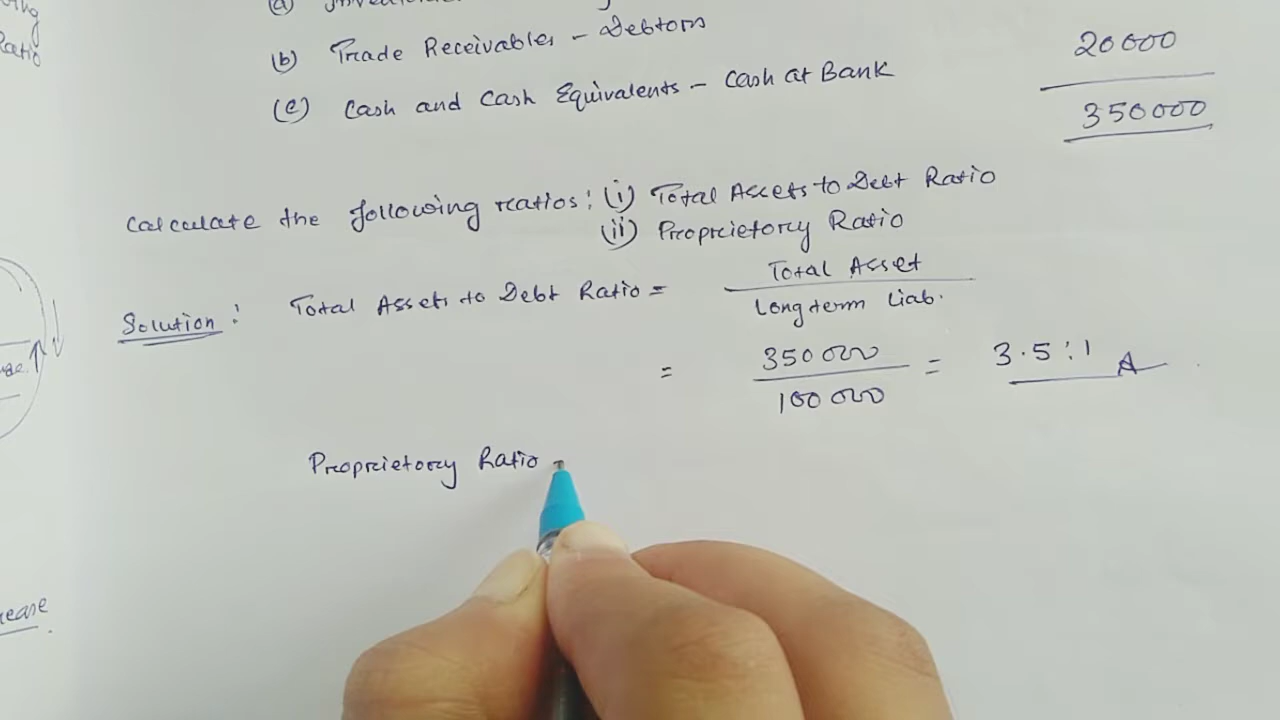 Ratio
(a)
(b) Trade Receivables - Debtors
20000
(c) Cash and Cash Equivalents - Cash at Bank
350000
Calculate the following ratios: (i) Total Assets to Debt Ratio
(ii) Proprietory Ratio
Solution: Total Assets to Debt Ratio = Total Asset
Long term Liab.
= 350000 = 3.5:1 A
100000
Proprietory Ratio